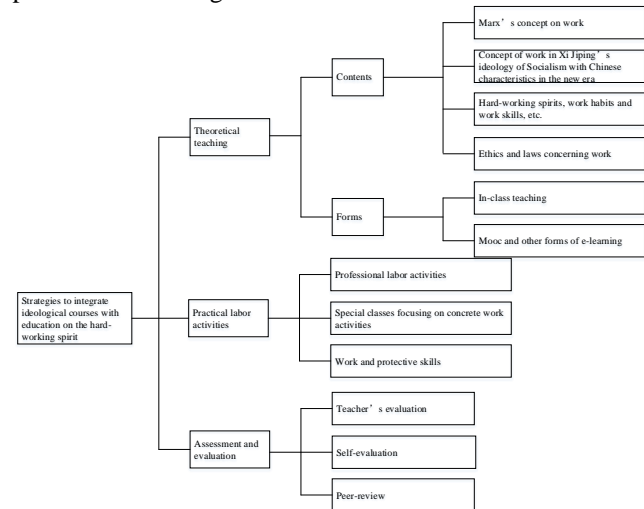 Marx's concept on work
Concept of work in Xi Jiping's
ideology of Socialism with Chinese
characteristics in the new era
Contents
Hard-working spirits, work habits and
work skills, etc.
Theoretical
teaching
Ethics and laws concerning work
In-class teaching
Forms
Mooc and other forms of e-learning
Professional labor activities
Strategies to integrate
ideological courses with
education on the hard-
working spirit
Practical labor
activities
Special classes focusing on concrete work
activities
Work and protective skills
Teacher's evaluation
Assessment and
evaluation
Self-evaluation
Peer-review